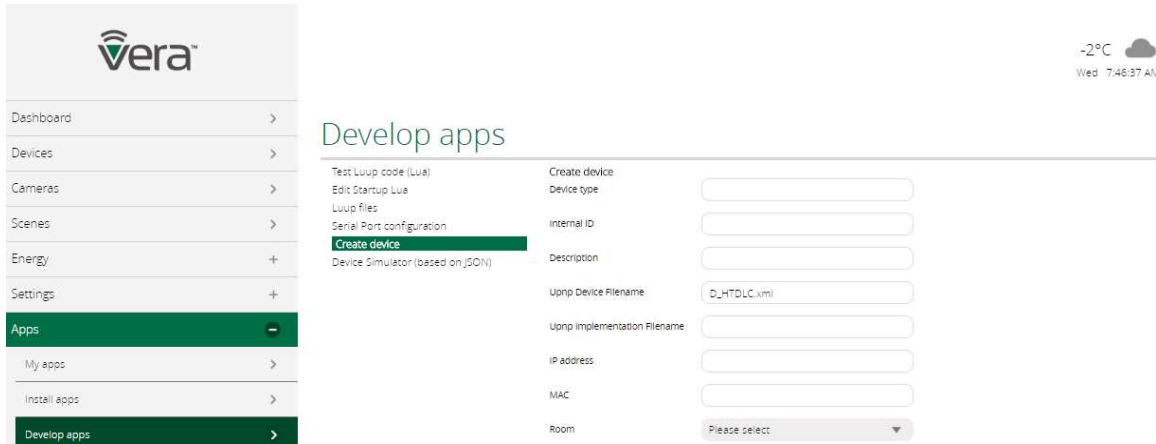 vera™
-2°C
Wed 7:46:37 AM
Dashboard
Devices
Cameras
Scenes
Energy
Settings
Apps
My apps
Install apps
Develop apps
Develop apps
Test Luup code (Lua)
Edit Startup Lua
Luup files
Serial Port configuration
Create device
Device Simulator (based on JSON)
Create device
Device type
Internal ID
Description
Upnp Device Filename D_HTDLC.xml
Upnp Implementation Filename
IP address
MAC
Room Please select